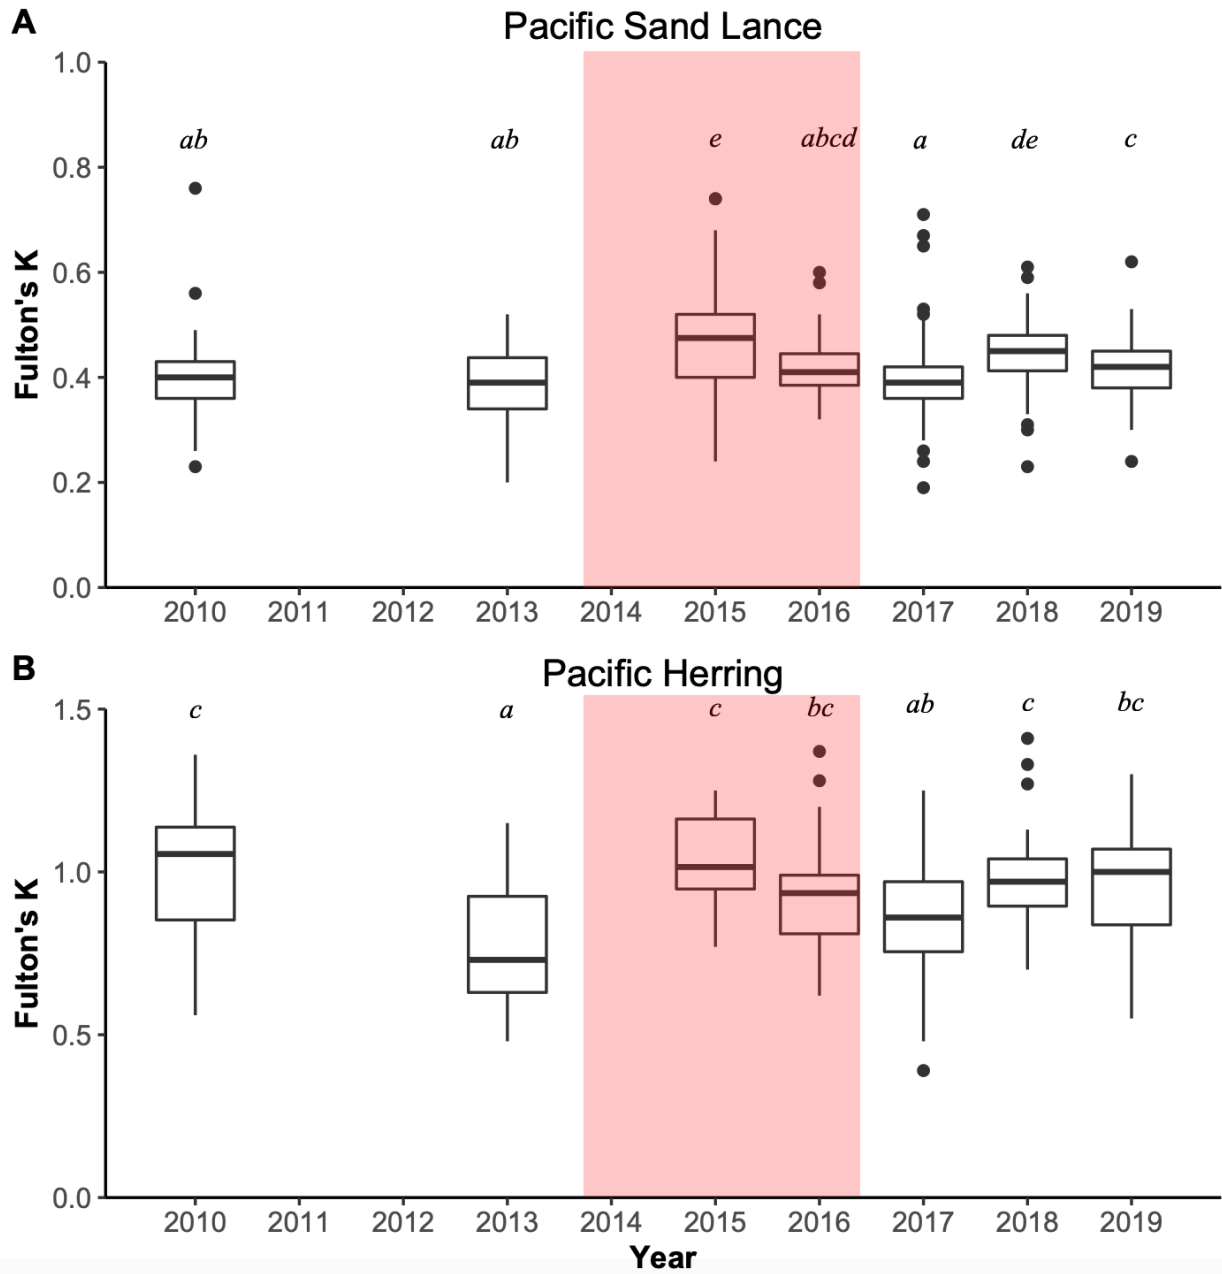 A
Pacific Sand Lance
1.0
ab ab e abcd a de c
0.8
0.6
Fulton's K
0.4
0.2
0.0
2010 2011 2012 2013 2014 2015 2016 2017 2018 2019
B
Pacific Herring
1.5
c a c bc ab c bc
1.0
Fulton's K
0.5
0.0
2010 2011 2012 2013 2014 2015 2016 2017 2018 2019
Year